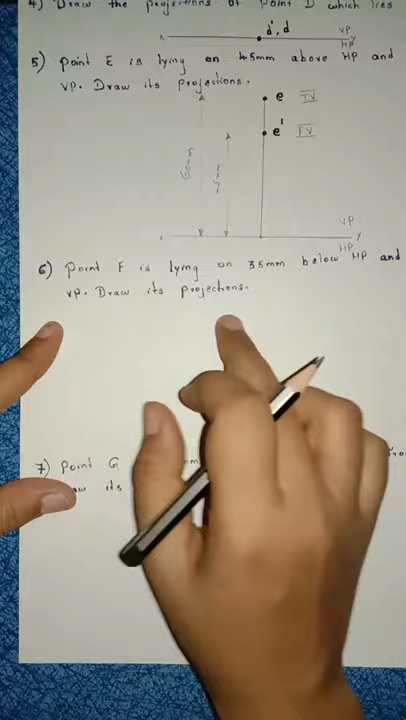 4) Draw the projections of point D which lies
d', d
X
VP
HP
Y
5) point E is lying on 45mm above HP and
VP. Draw its projections.
e TV
e' FV
VP
X
HP
Y
6) point F is lying on 35mm below HP and
VP. Draw its projections.
7) point G
its